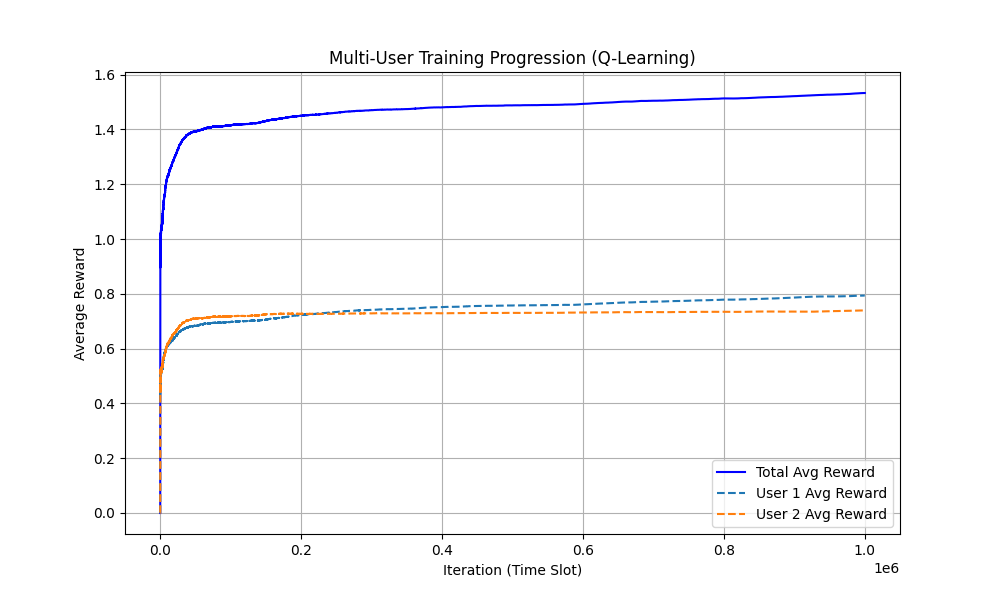 Multi-User Training Progression (Q-Learning)
Average Reward
1.6
1.4
1.2
1.0
0.8
0.6
0.4
0.2
0.0
Total Avg Reward
User 1 Avg Reward
User 2 Avg Reward
0.0 0.2 0.4 0.6 0.8 1.0
1e6
Iteration (Time Slot)